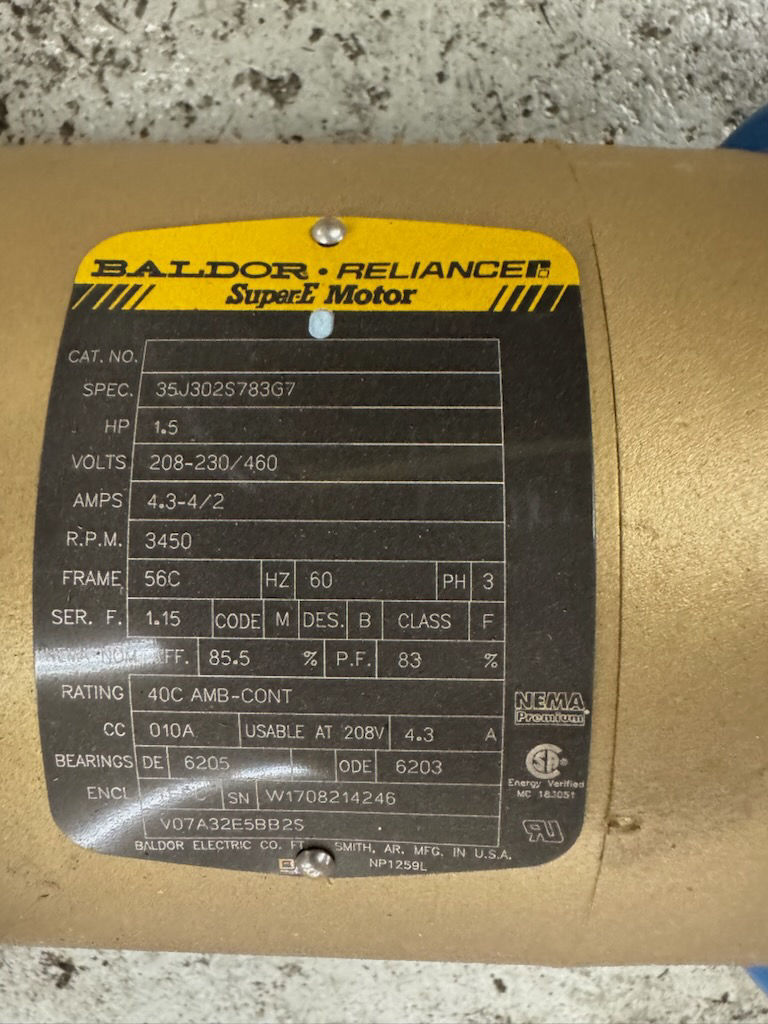 BALDOR • RELIANCE
Super-E Motor
CAT. NO.
SPEC. 35J302S783G7
HP 1.5
VOLTS 208-230/460
AMPS 4.3-4/2
R.P.M. 3450
FRAME 56C HZ 60 PH 3
SER. F. 1.15 CODE M DES. B CLASS F
NOM. EFF. 85.5 % P.F. 83 %
RATING 40C AMB-CONT
CC 010A USABLE AT 208V 4.3 A
BEARINGS DE 6205 ODE 6203
ENCL SN W1708214246
V07A32E5BB2S
BALDOR ELECTRIC CO. FT. SMITH, AR. MFG. IN U.S.A.
NP1259L
NEMA
Premium
Energy Verified